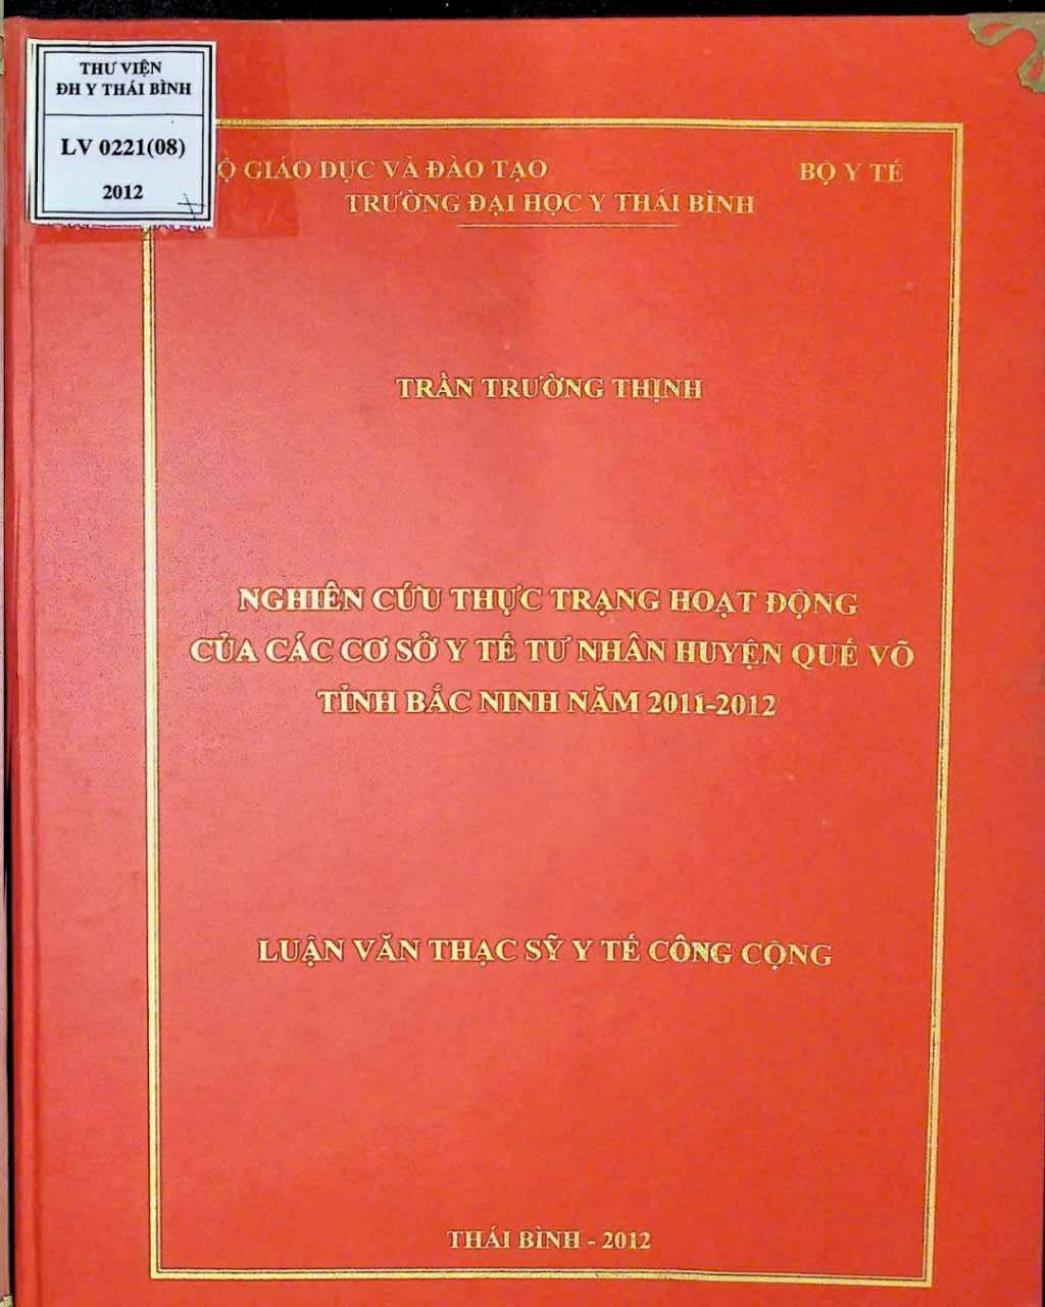 THƯ VIỆN
ĐH Y THÁI BÌNH
LV 0221(08)
2012
Ộ GIÁO DỤC VÀ ĐÀO TẠO BỘ Y TẾ
TRƯỜNG ĐẠI HỌC Y THÁI BÌNH
TRẦN TRƯỜNG THỊNH
NGHIÊN CỨU THỰC TRẠNG HOẠT ĐỘNG
CỦA CÁC CƠ SỞ Y TẾ TƯ NHÂN HUYỆN QUẾ VÕ
TỈNH BẮC NINH NĂM 2011-2012
LUẬN VĂN THẠC SỸ Y TẾ CÔNG CỘNG
THÁI BÌNH - 2012